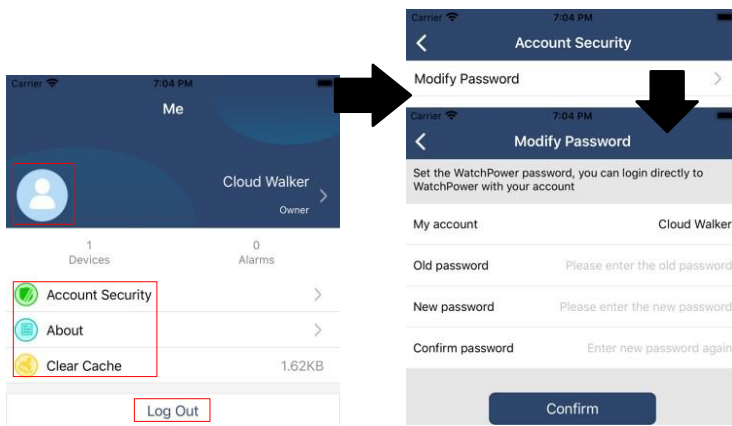 Carrier 7:04 PM
Me
Cloud Walker
Owner
1 0
Devices Alarms
Account Security
About
Clear Cache 1.62KB
Log Out
Carrier 7:04 PM
Account Security
Modify Password
Carrier 7:04 PM
Modify Password
Set the WatchPower password, you can login directly to
WatchPower with your account
My account Cloud Walker
Old password Please enter the old password
New password Please enter the new password
Confirm password Enter new password again
Confirm